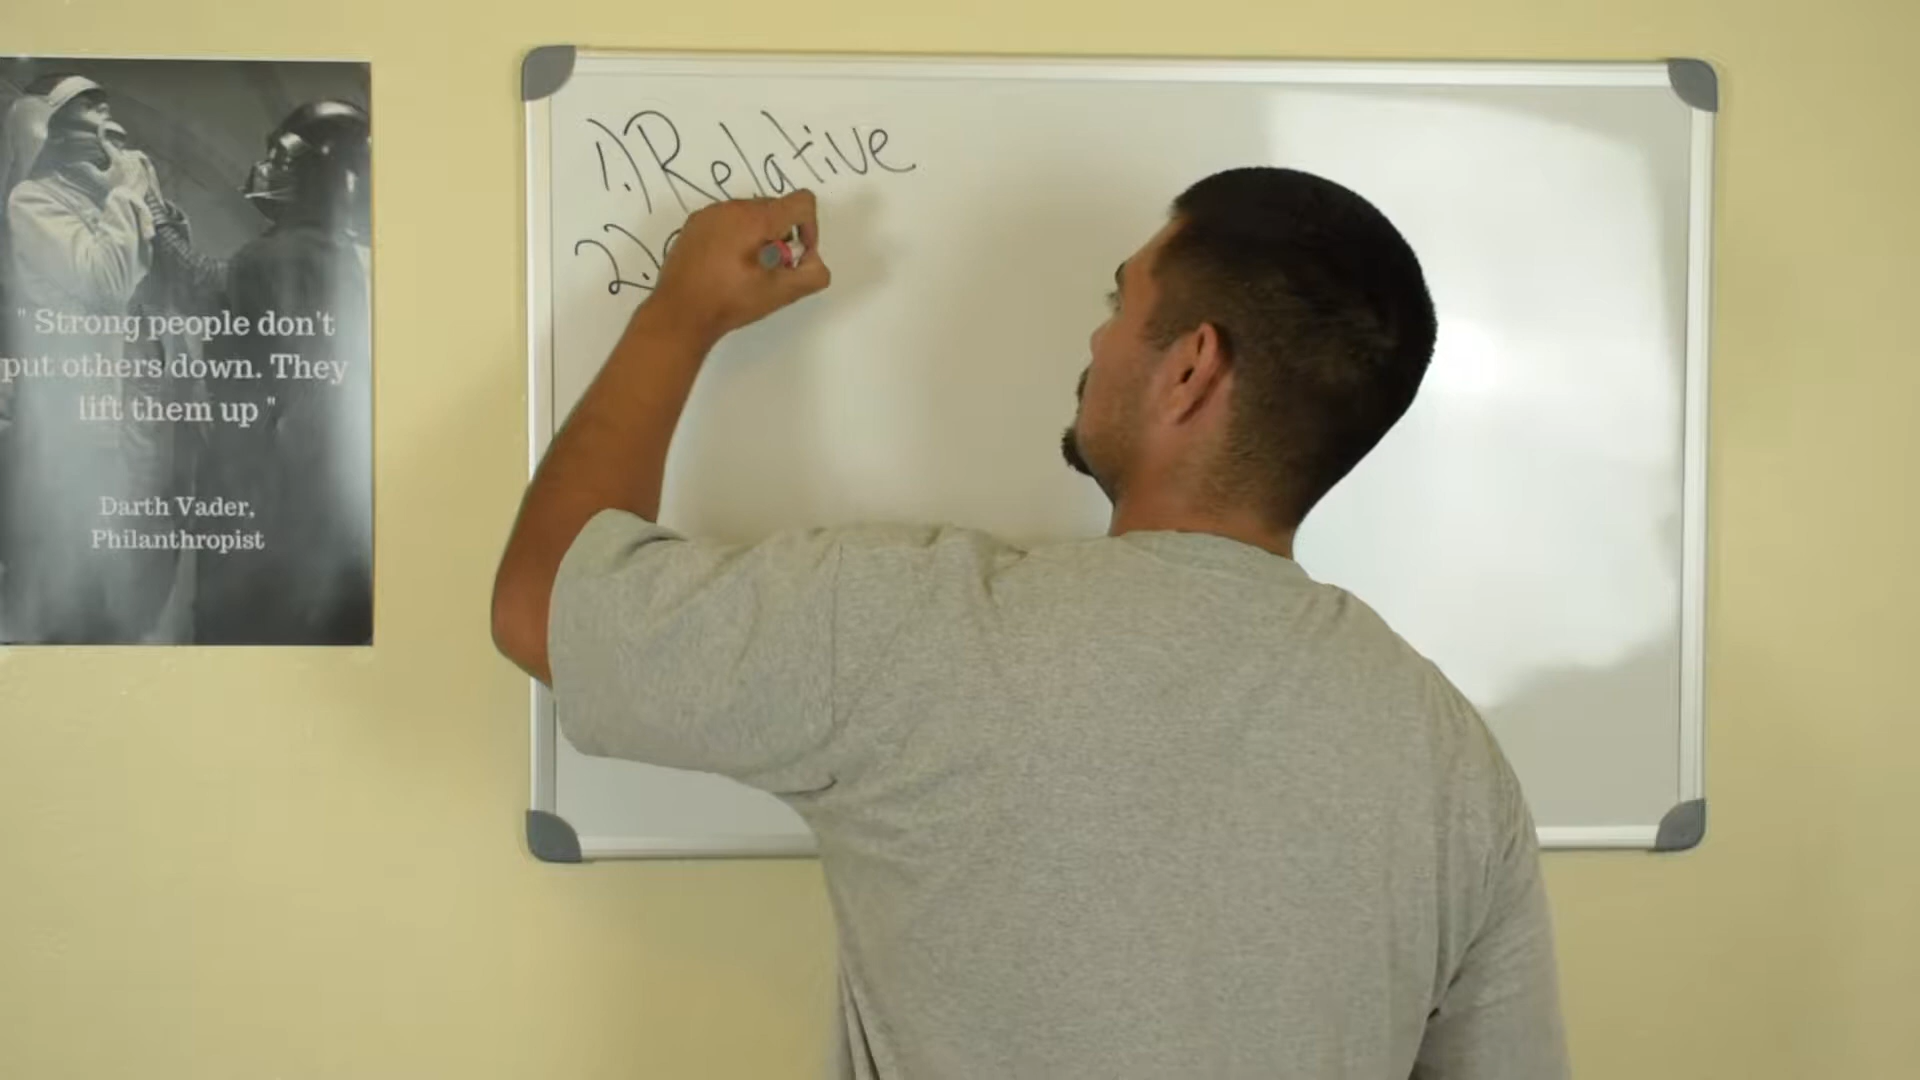 " Strong people don't
put others down. They
lift them up "
Darth Vader,
Philanthropist
1.) Relative
2.)